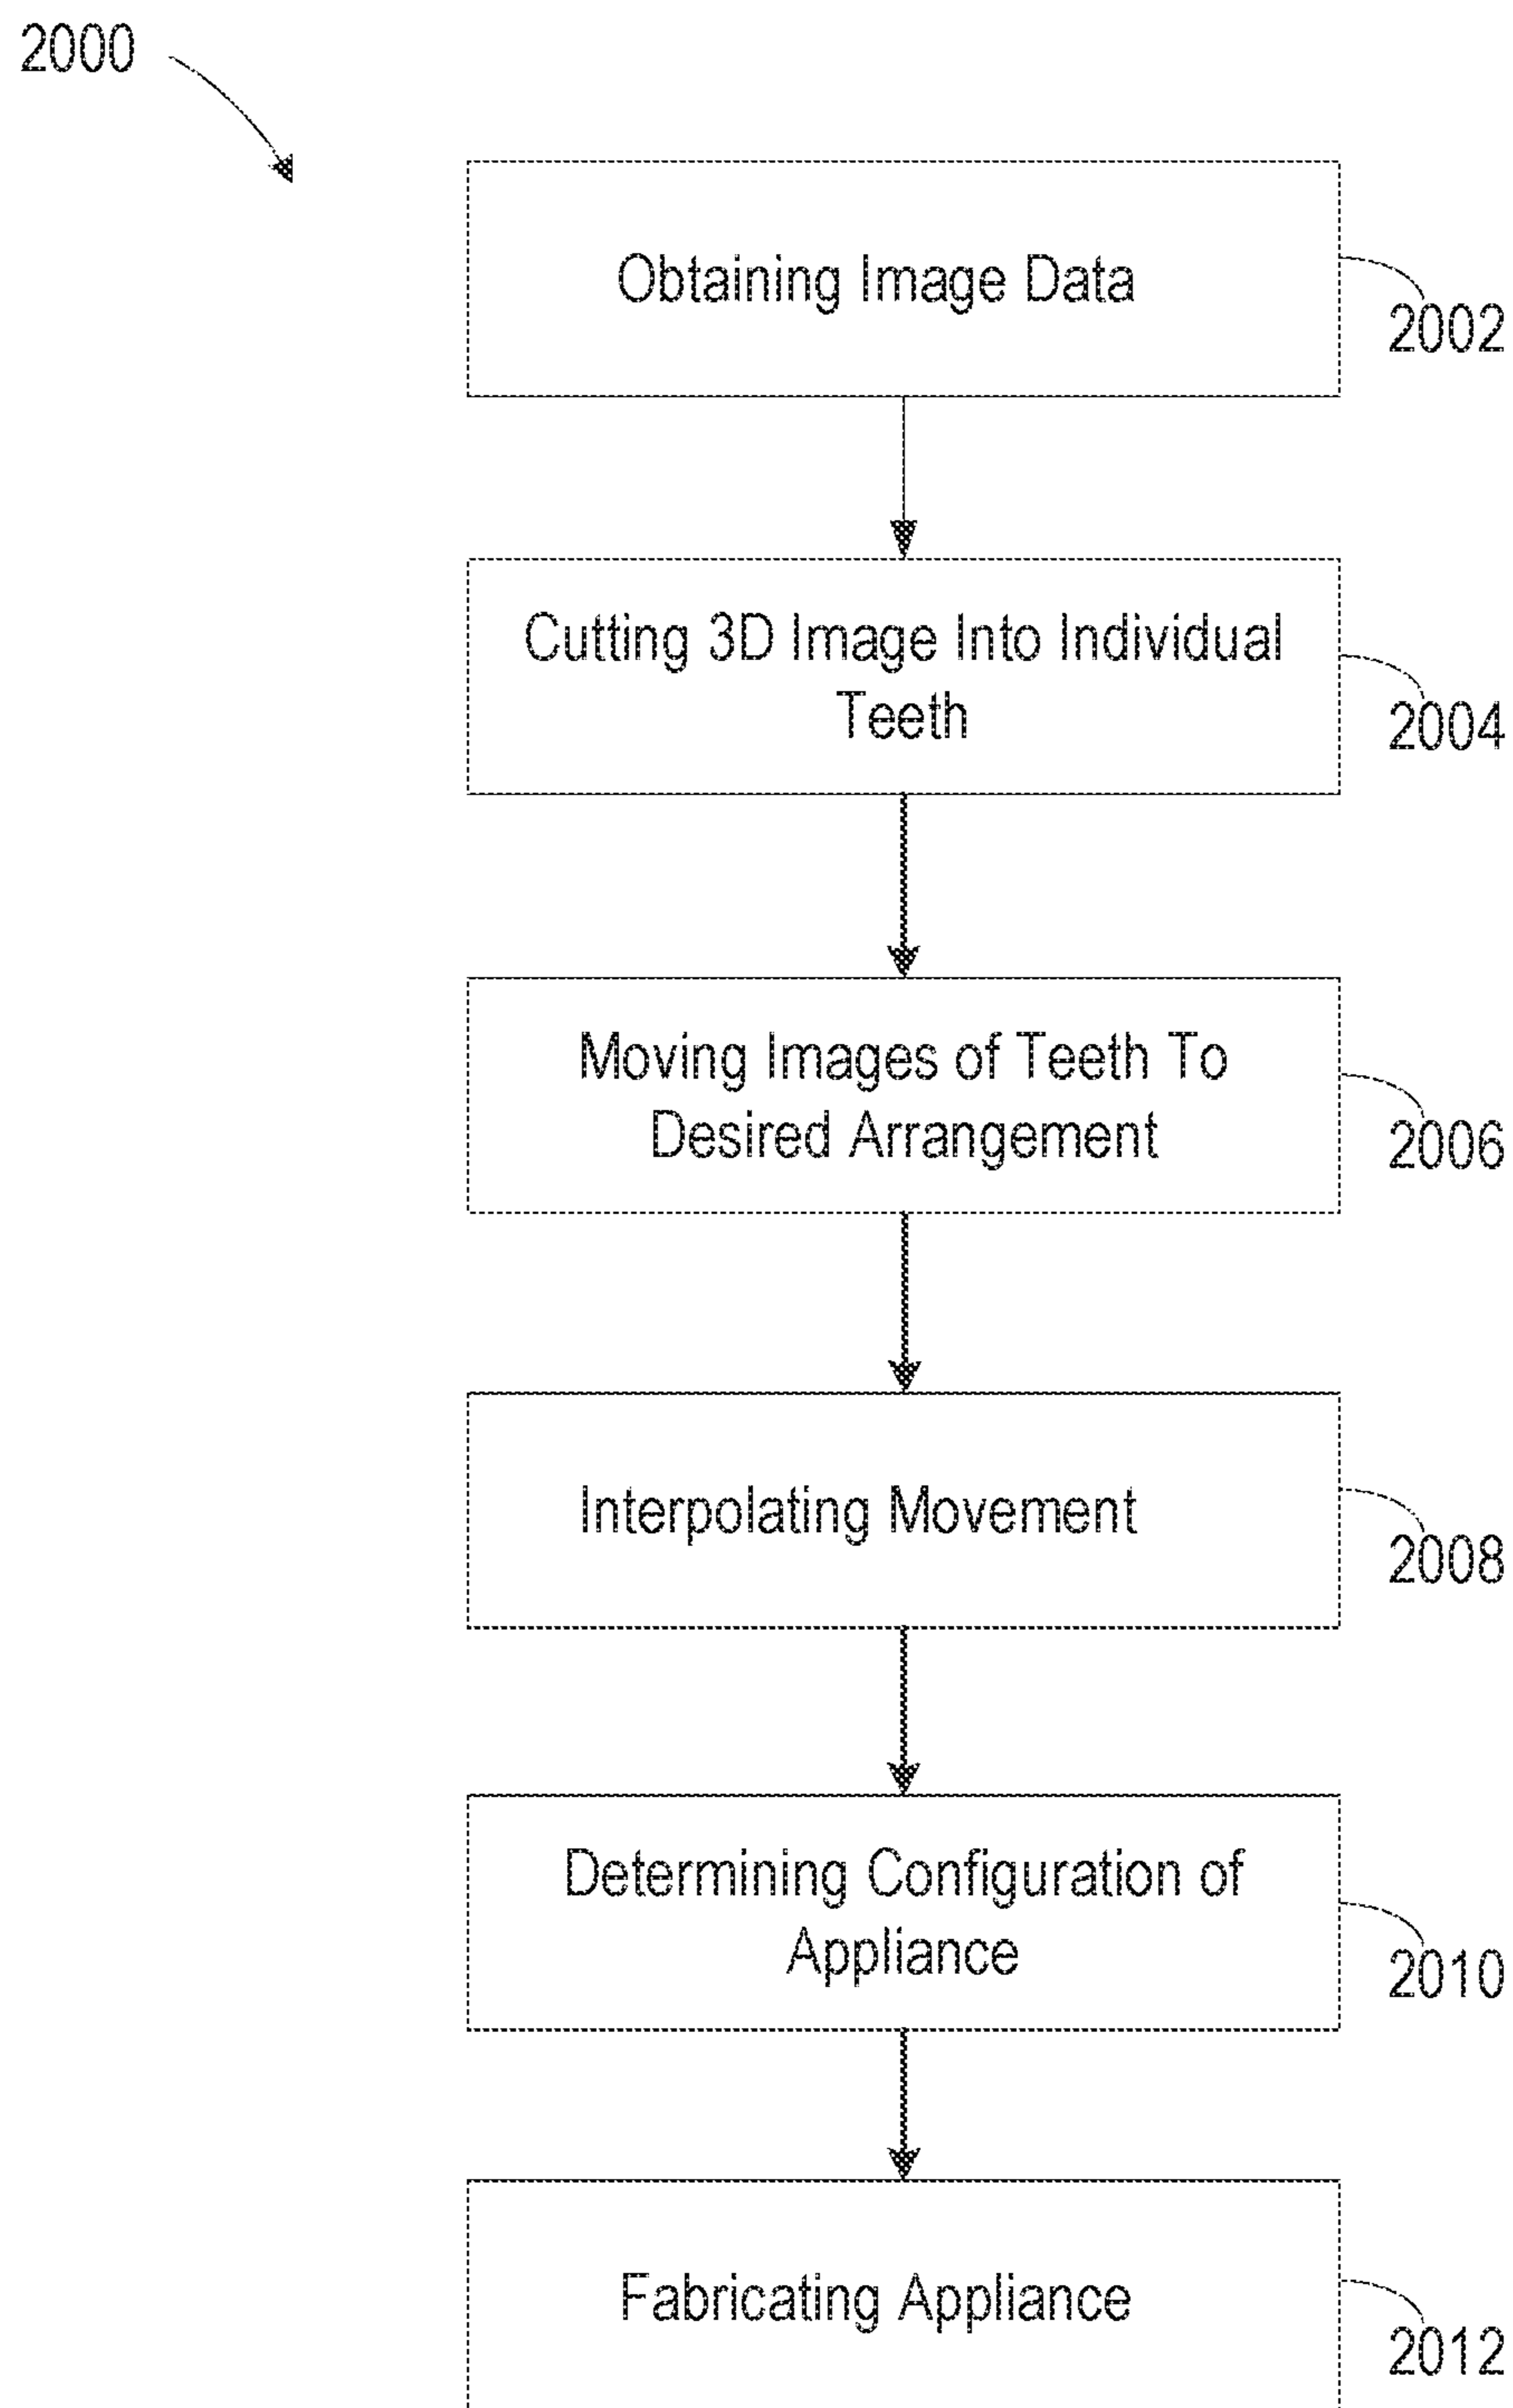 2000
Obtaining Image Data
2002
Cutting 3D Image Into Individual
Teeth
2004
Moving Images of Teeth To
Desired Arrangement
2006
Interpolating Movement
2008
Determining Configuration of
Appliance
2010
Fabricating Appliance
2012